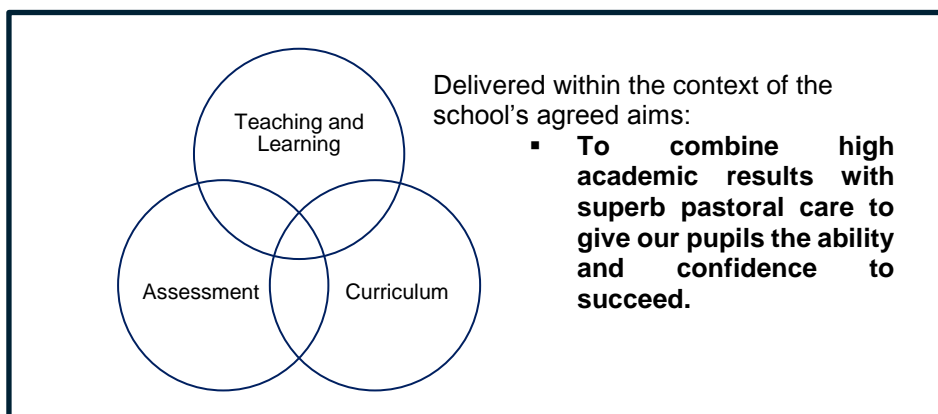 Teaching and
Learning
Assessment
Curriculum
Delivered within the context of the
school’s agreed aims:
▪ To combine high
academic results with
superb pastoral care to
give our pupils the ability
and confidence to
succeed.